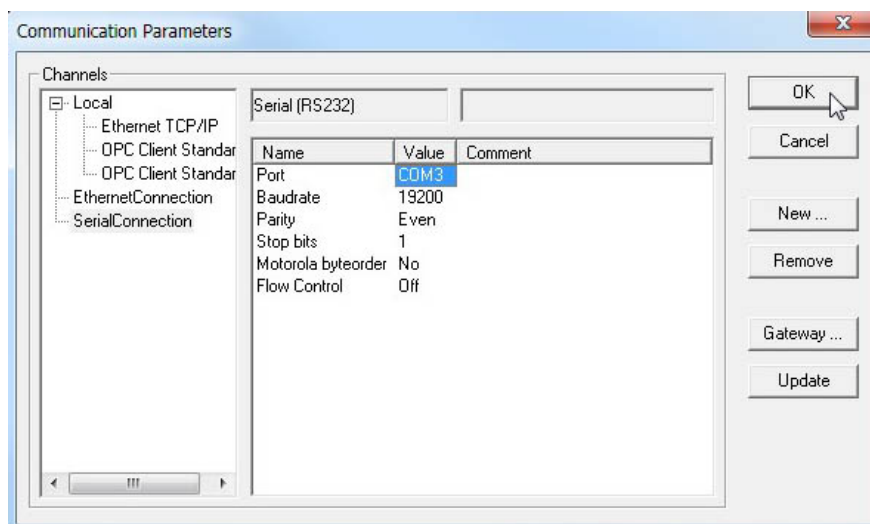 Communication Parameters
Channels
Local
Ethernet TCP/IP
OPC Client Standar
OPC Client Standar
EthernetConnection
SerialConnection
Serial (RS232)
Name Value Comment
Port COM3
Baudrate 19200
Parity Even
Stop bits 1
Motorola byteorder No
Flow Control Off
OK
Cancel
New ...
Remove
Gateway ...
Update